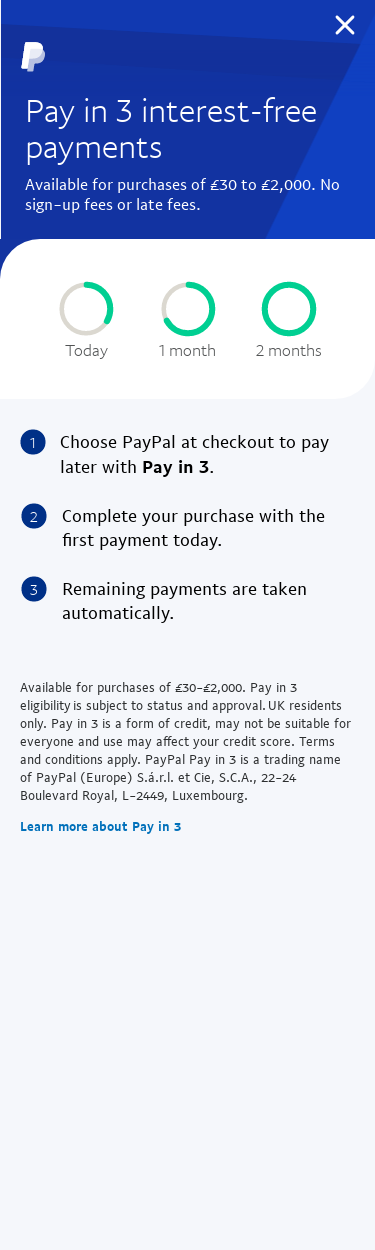 Pay in 3 interest-free
payments
Available for purchases of £30 to £2,000. No
sign-up fees or late fees.
Today
1 month
2 months
1
Choose PayPal at checkout to pay
later with Pay in 3.
2
Complete your purchase with the
first payment today.
3
Remaining payments are taken
automatically.
Available for purchases of £30-£2,000. Pay in 3
eligibility is subject to status and approval. UK residents
only. Pay in 3 is a form of credit, may not be suitable for
everyone and use may affect your credit score. Terms
and conditions apply. PayPal Pay in 3 is a trading name
of PayPal (Europe) S.á.r.l. et Cie, S.C.A., 22-24
Boulevard Royal, L-2449, Luxembourg.
Learn more about Pay in 3